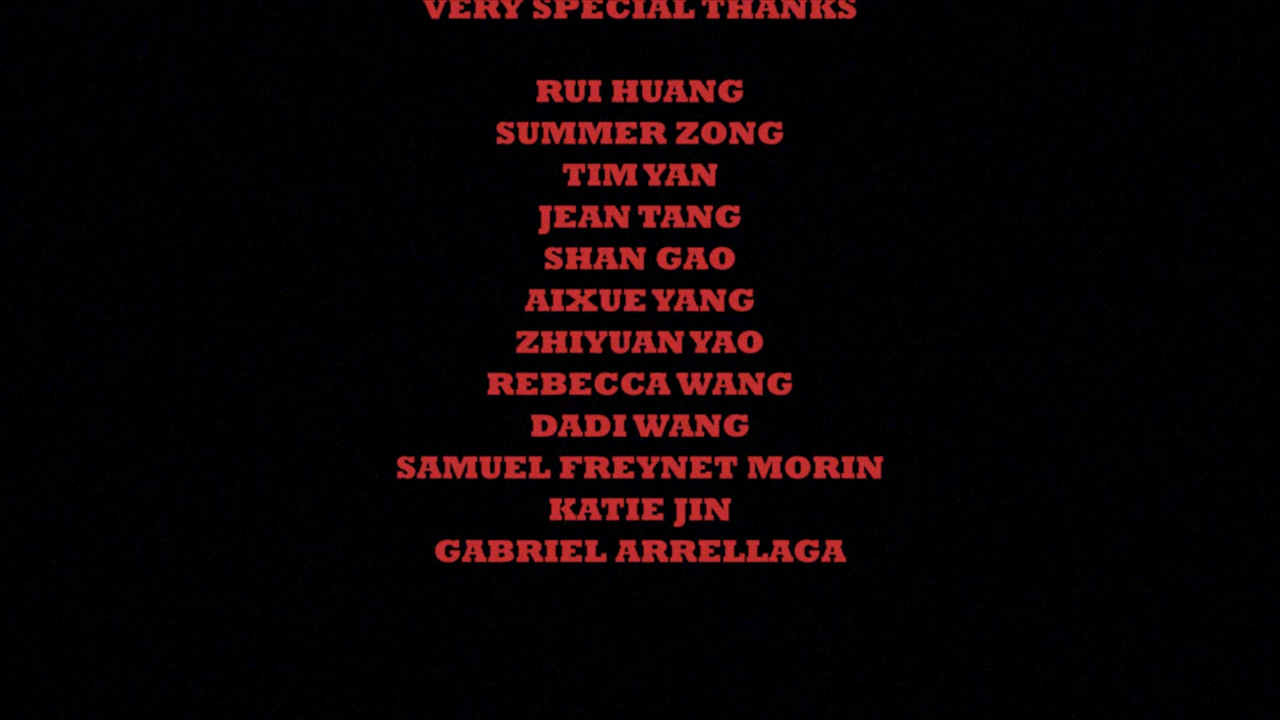 VERY SPECIAL THANKS
RUI HUANG
SUMMER ZONG
TIM YAN
JEAN TANG
SHAN GAO
AIXUE YANG
ZHIYUAN YAO
REBECCA WANG
DADI WANG
SAMUEL FREYNET MORIN
KATIE JIN
GABRIEL ARRELLAGA